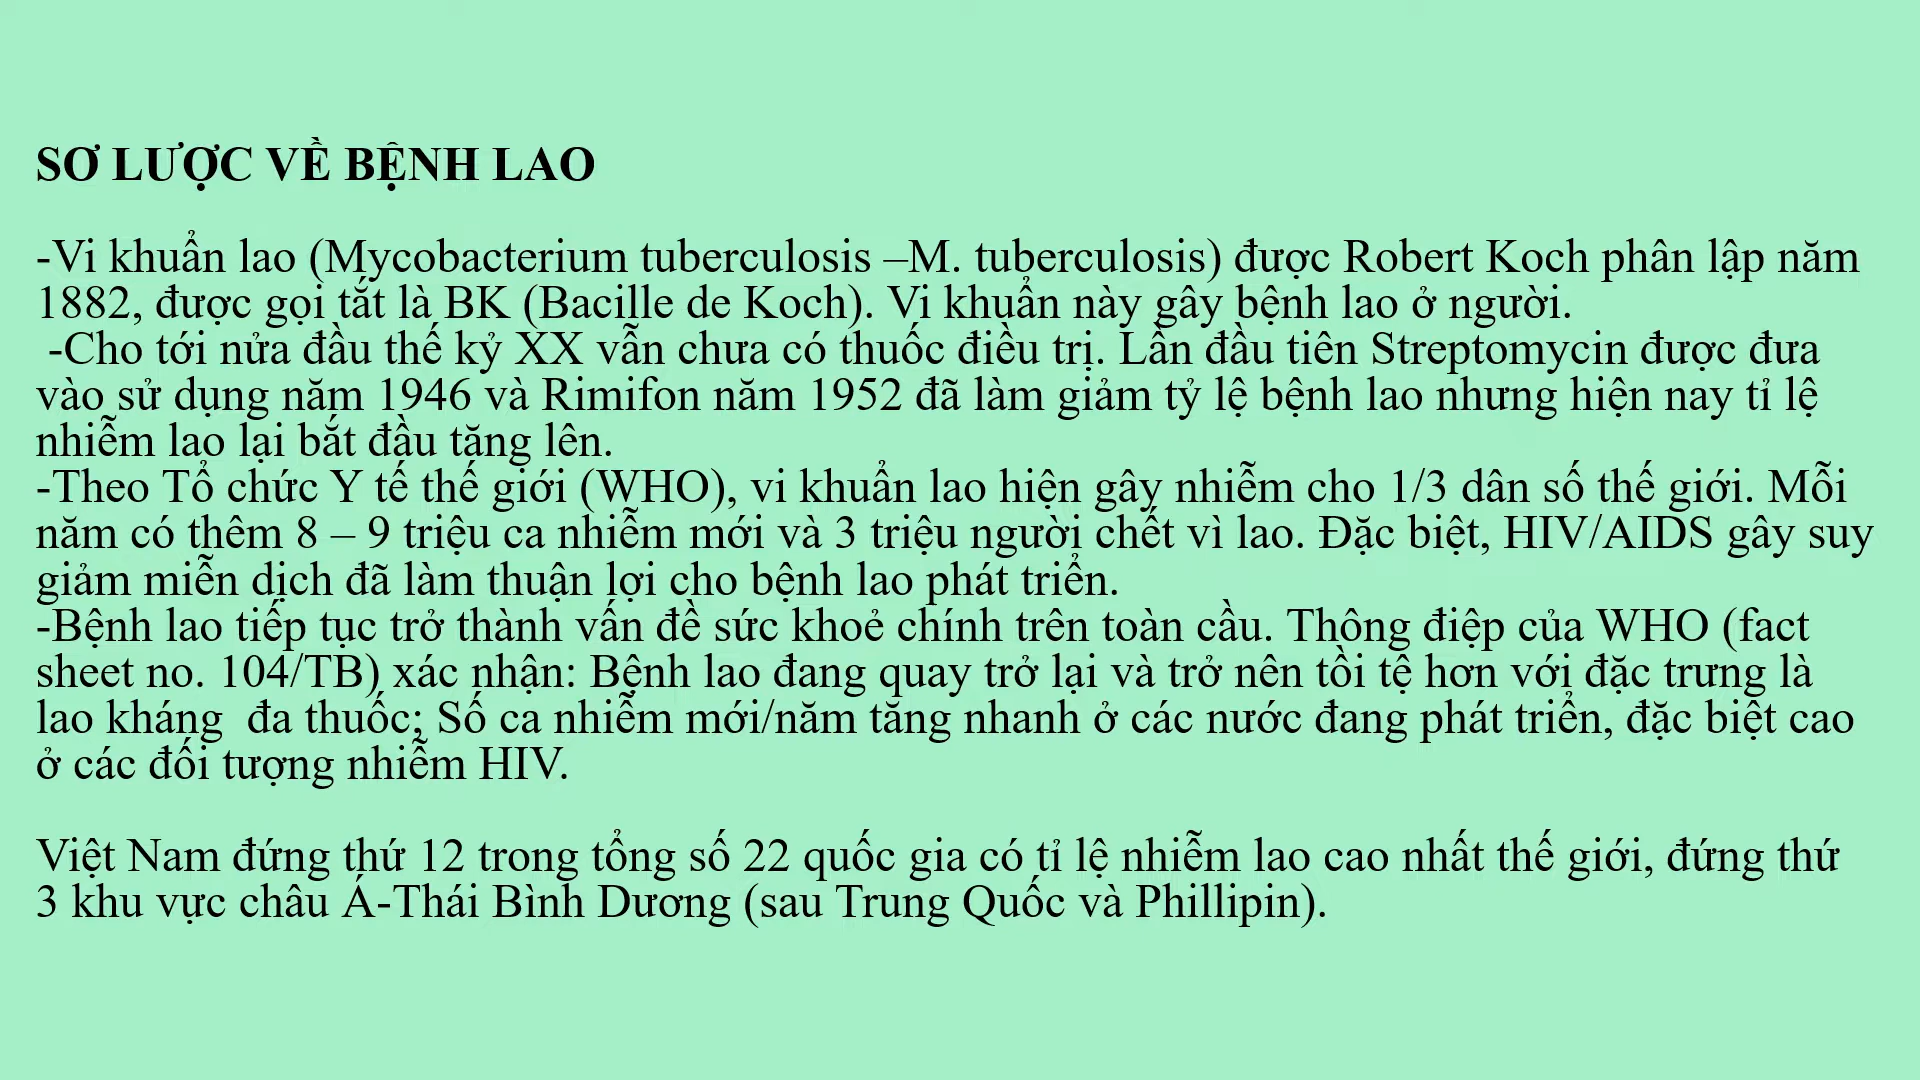 SƠ LƯỢC VỀ BỆNH LAO
-Vi khuẩn lao (Mycobacterium tuberculosis –M. tuberculosis) được Robert Koch phân lập năm
1882, được gọi tắt là BK (Bacille de Koch). Vi khuẩn này gây bệnh lao ở người.
-Cho tới nửa đầu thế kỷ XX vẫn chưa có thuốc điều trị. Lần đầu tiên Streptomycin được đưa
vào sử dụng năm 1946 và Rimifon năm 1952 đã làm giảm tỷ lệ bệnh lao nhưng hiện nay tỉ lệ
nhiễm lao lại bắt đầu tăng lên.
-Theo Tổ chức Y tế thế giới (WHO), vi khuẩn lao hiện gây nhiễm cho 1/3 dân số thế giới. Mỗi
năm có thêm 8 – 9 triệu ca nhiễm mới và 3 triệu người chết vì lao. Đặc biệt, HIV/AIDS gây suy
giảm miễn dịch đã làm thuận lợi cho bệnh lao phát triển.
-Bệnh lao tiếp tục trở thành vấn đề sức khoẻ chính trên toàn cầu. Thông điệp của WHO (fact
sheet no. 104/TB) xác nhận: Bệnh lao đang quay trở lại và trở nên tồi tệ hơn với đặc trưng là
lao kháng  đa thuốc; Số ca nhiễm mới/năm tăng nhanh ở các nước đang phát triển, đặc biệt cao
ở các đối tượng nhiễm HIV.
Việt Nam đứng thứ 12 trong tổng số 22 quốc gia có tỉ lệ nhiễm lao cao nhất thế giới, đứng thứ
3 khu vực châu Á-Thái Bình Dương (sau Trung Quốc và Phillipin).